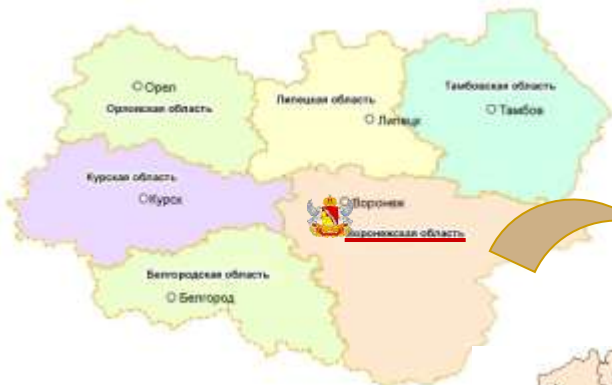 Орел
Орловская область
Липецкая область
Липецк
Тамбовская область
Тамбов
Курская область
Курск
Воронеж
Воронежская область
Белгородская область
Белгород